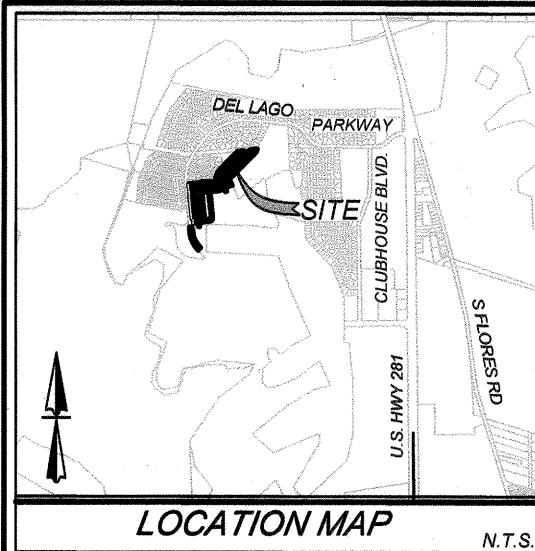 DEL LAGO
PARKWAY
CLUBHOUSE BLVD.
SITE
S FLORES RD
U.S. HWY 281
LOCATION MAP
N.T.S.